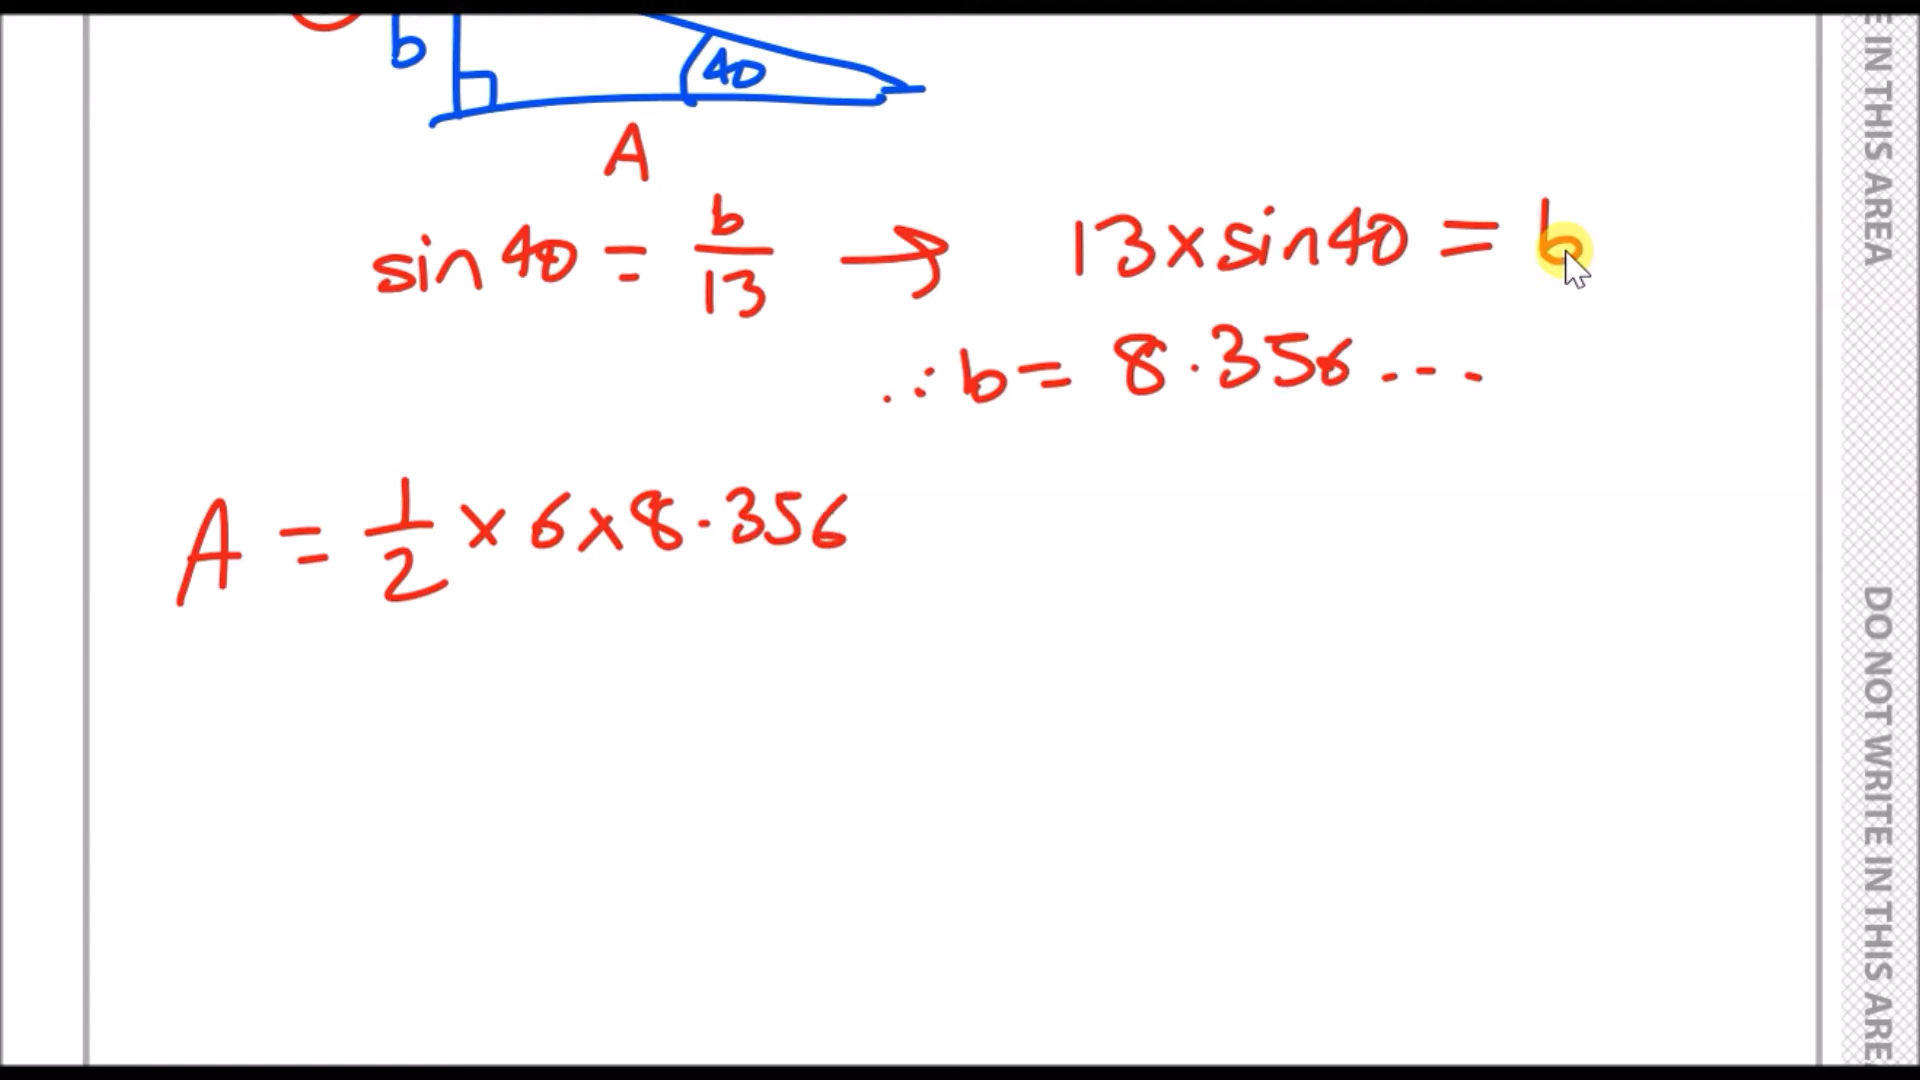 b
40
A
sin 40 = b/13 → 13 × sin 40 = b
∴ b = 8.356...
A = 1/2 × 6 × 8.356
E IN THIS AREA
DO NOT WRITE IN THIS ARE